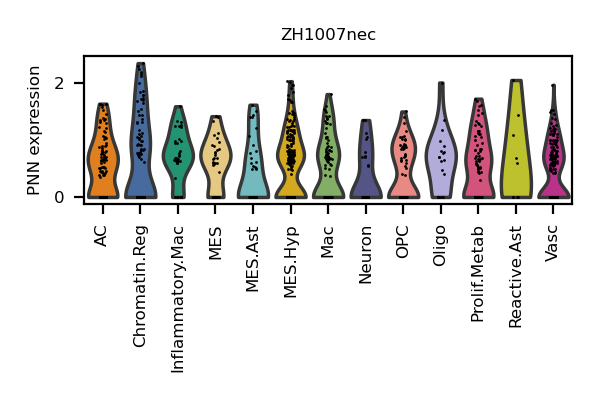 ZH1007nec
PNN expression
2
0
AC
Chromatin.Reg
Inflammatory.Mac
MES
MES.Ast
MES.Hyp
Mac
Neuron
OPC
Oligo
Prolif.Metab
Reactive.Ast
Vasc